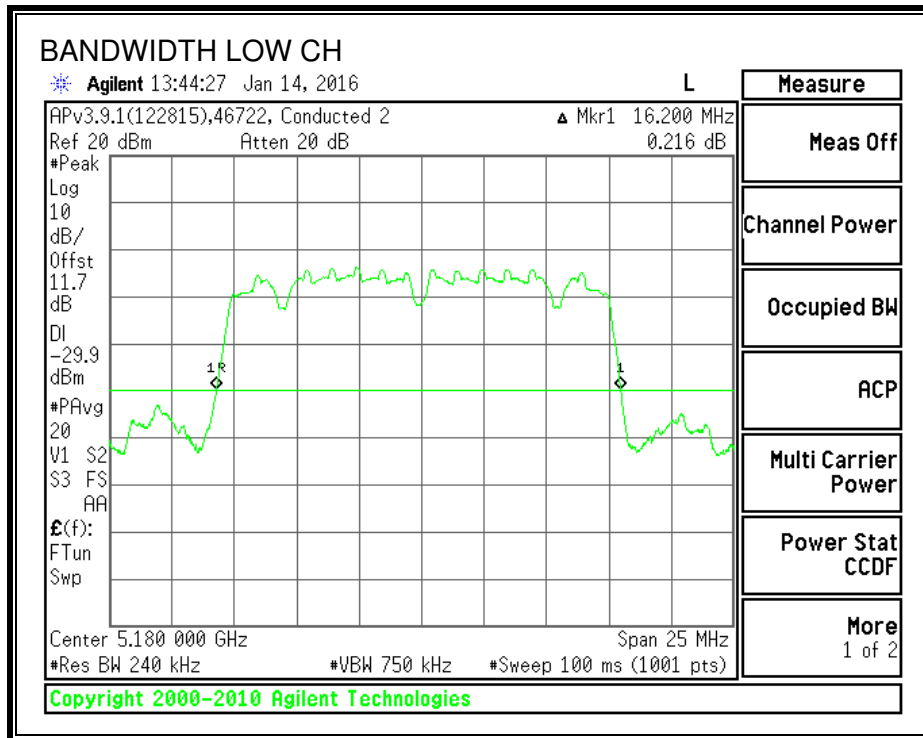 BANDWIDTH LOW CH
Agilent 13:44:27 Jan 14, 2016 L
APv3.9.1(122815),46722, Conducted 2 Δ Mkr1 16.200 MHz
Ref 20 dBm Atten 20 dB 0.216 dB
#Peak
Log
10
dB/
Offst
11.7
dB
DI
-29.9
dBm
#PAvg
20
V1 S2
S3 FS
AA
£(f):
FTun
Swp
1R
1
Center 5.180 000 GHz Span 25 MHz
#Res BW 240 kHz #VBW 750 kHz #Sweep 100 ms (1001 pts)
Copyright 2000-2010 Agilent Technologies
Measure
Meas Off
Channel Power
Occupied BW
ACP
Multi Carrier
Power
Power Stat
CCDF
More
1 of 2